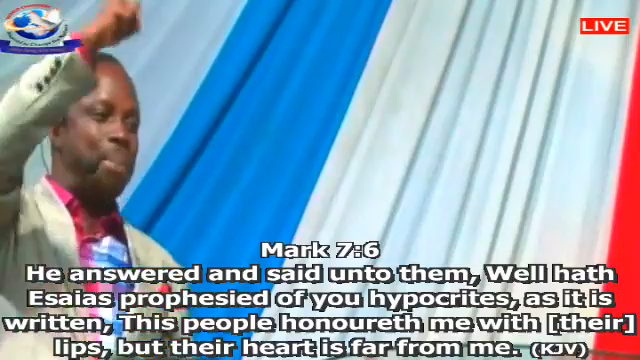 LIVE
Mark 7:6
He answered and said unto them, Well hath
Esaias prophesied of you hypocrites, as it is
written, This people honoureth me with [their]
lips, but their heart is far from me. (KJV)